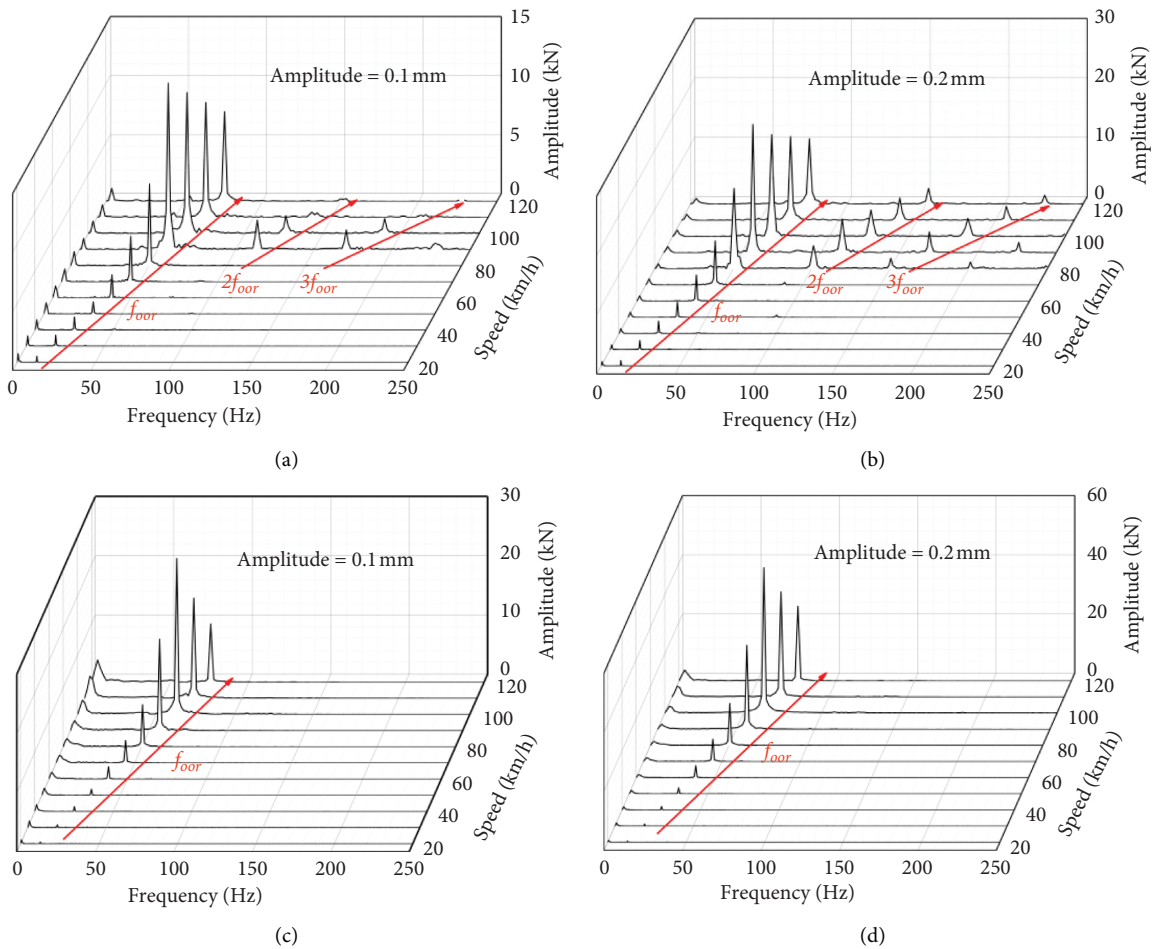 15
10
5
0
Amplitude (kN)
Amplitude = 0.1 mm
120
100
80
60
40
20
Speed (km/h)
f_oor
2f_oor
3f_oor
0
50
100
150
200
250
Frequency (Hz)
(a)
30
20
10
0
Amplitude (kN)
Amplitude = 0.2 mm
120
100
80
60
40
20
Speed (km/h)
f_oor
2f_oor
3f_oor
0
50
100
150
200
250
Frequency (Hz)
(b)
30
20
10
0
Amplitude (kN)
Amplitude = 0.1 mm
120
100
80
60
40
20
Speed (km/h)
f_oor
0
50
100
150
200
250
Frequency (Hz)
(c)
60
40
20
0
Amplitude (kN)
Amplitude = 0.2 mm
120
100
80
60
40
20
Speed (km/h)
f_oor
0
50
100
150
200
250
Frequency (Hz)
(d)